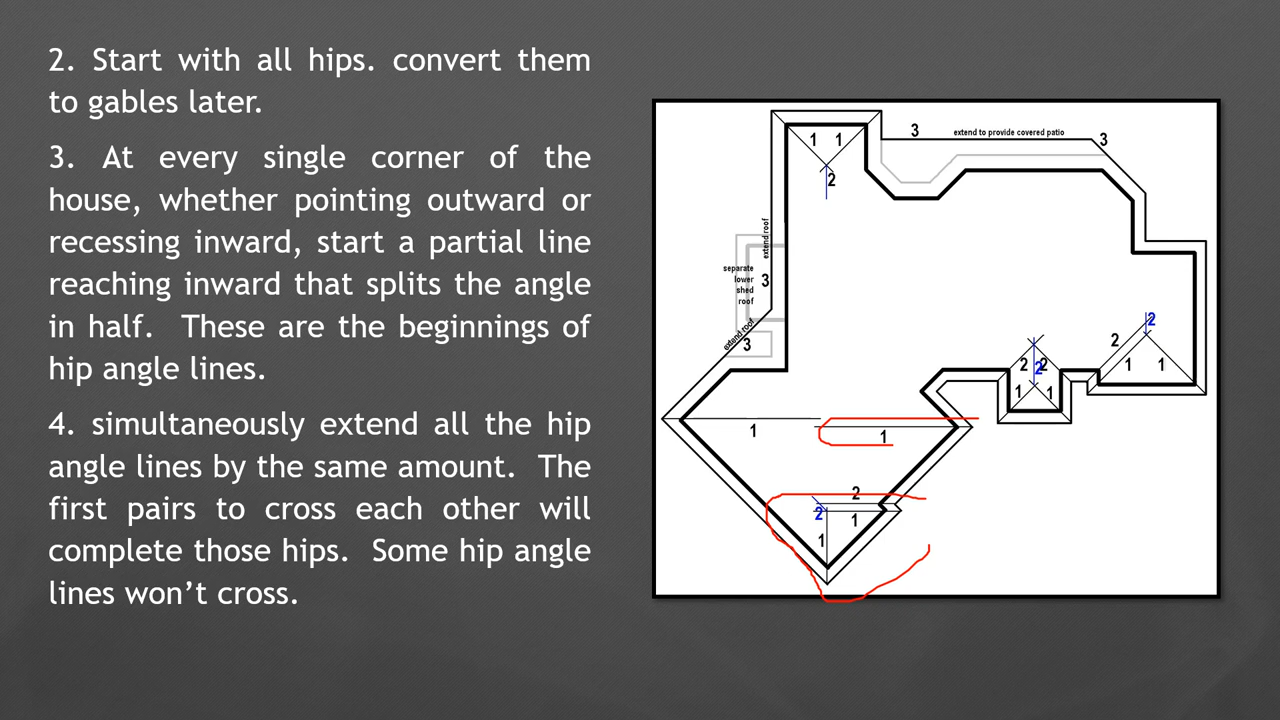 2. Start with all hips. convert them
to gables later.
3. At every single corner of the
house, whether pointing outward or
recessing inward, start a partial line
reaching inward that splits the angle
in half. These are the beginnings of
hip angle lines.
4. simultaneously extend all the hip
angle lines by the same amount. The
first pairs to cross each other will
complete those hips. Some hip angle
lines won't cross.
1 1
2
3
extend to provide covered patio
3
extend roof
separate
lower
shed
roof
3
extend roof
3
2
2
1 1
2 2
2
1 1
1
1
2
2
1
1